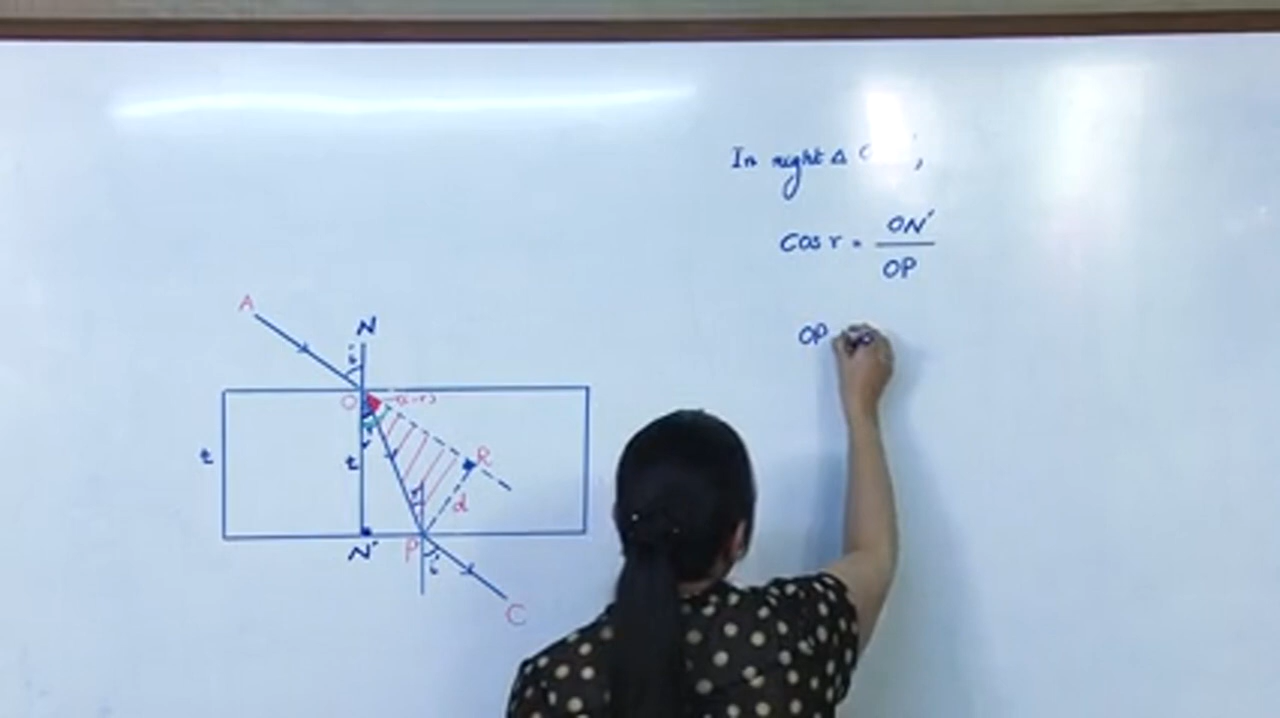 In right Δ ,
Cos r = ON'
OP
OP
A
N
i
O (i-r)
r
t
t
R
r
d
N'
P
i
C